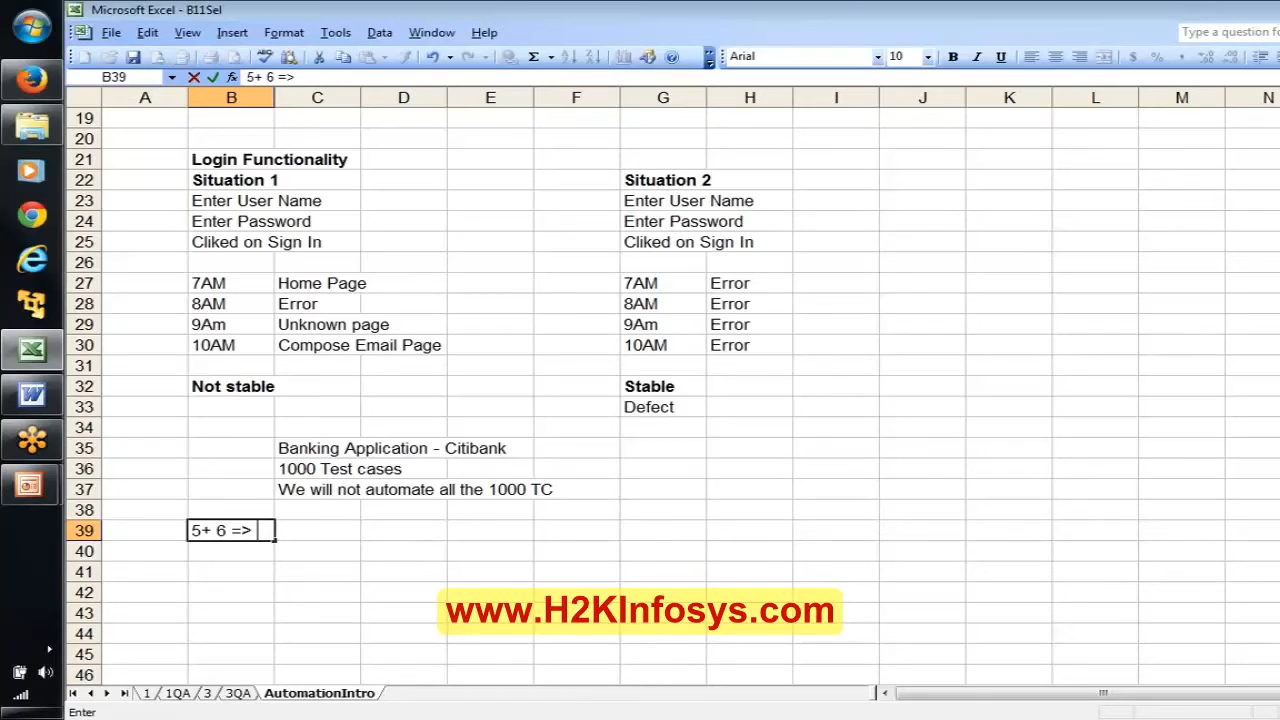 Microsoft Excel - B11Sel
File Edit View Insert Format Tools Data Window Help
Type a question fo
Arial 10 B I U $ %
B39 fx 5+ 6 =>
A B C D E F G H I J K L M N
19
20
21 Login Functionality
22 Situation 1 Situation 2
23 Enter User Name Enter User Name
24 Enter Password Enter Password
25 Cliked on Sign In Cliked on Sign In
26
27 7AM Home Page 7AM Error
28 8AM Error 8AM Error
29 9Am Unknown page 9Am Error
30 10AM Compose Email Page 10AM Error
31
32 Not stable Stable
33 Defect
34
35 Banking Application - Citibank
36 1000 Test cases
37 We will not automate all the 1000 TC
38
39 5+ 6 =>
40
41
42
43
44
45
46
www.H2KInfosys.com
1 1QA 3 3QA AutomationIntro
Enter